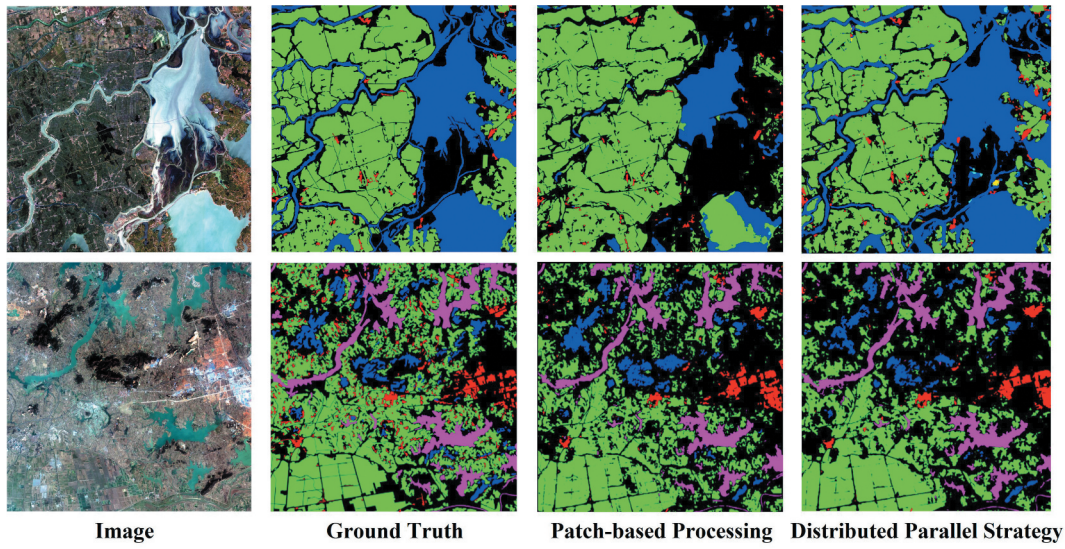 Image
Ground Truth
Patch-based Processing
Distributed Parallel Strategy